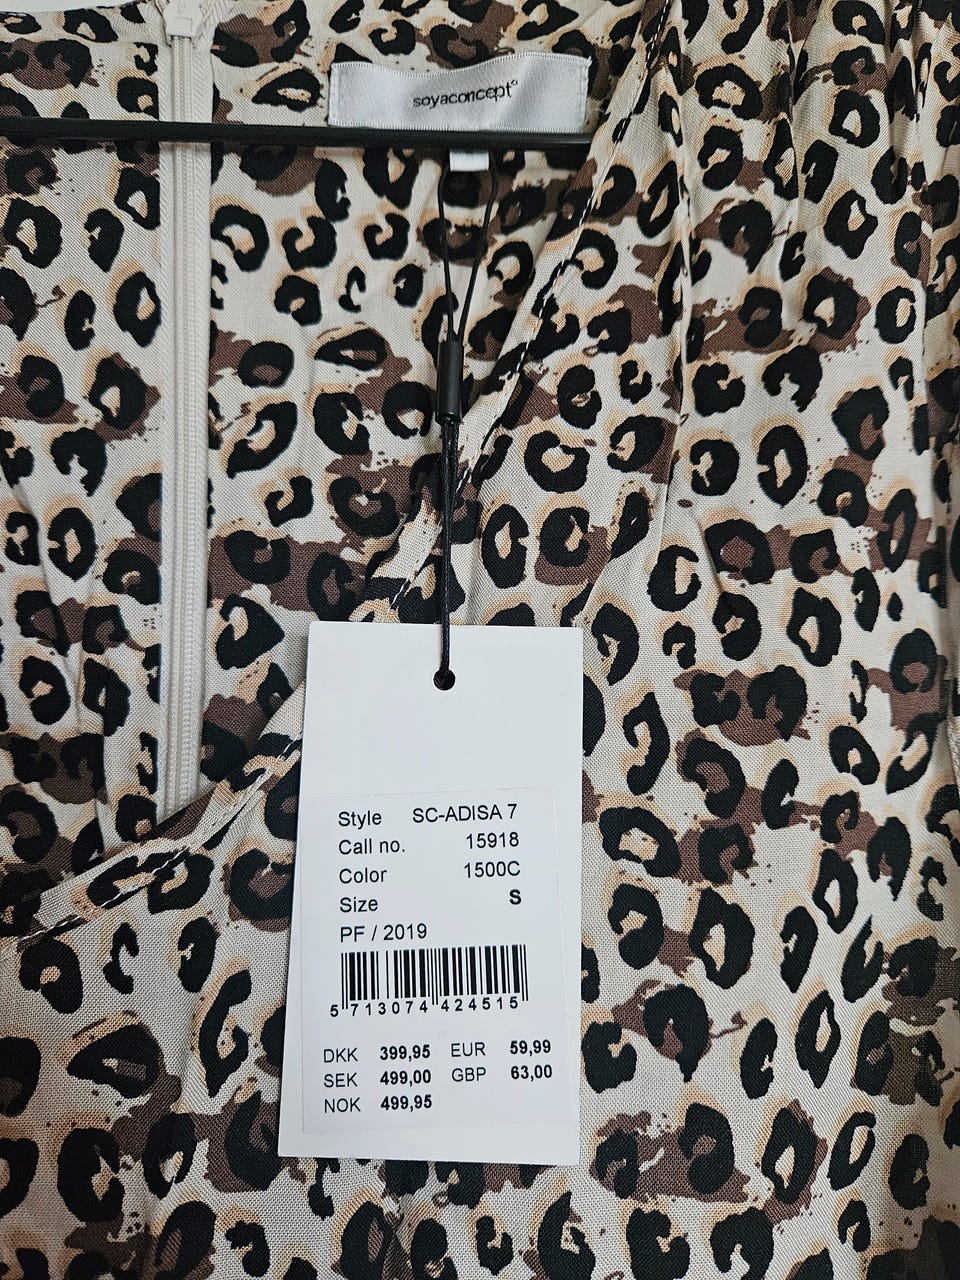 soyaconcept°
Style SC-ADISA 7
Call no. 15918
Color 1500C
Size S
PF / 2019
5 713074 424515
DKK 399,95 EUR 59,99
SEK 499,00 GBP 63,00
NOK 499,95